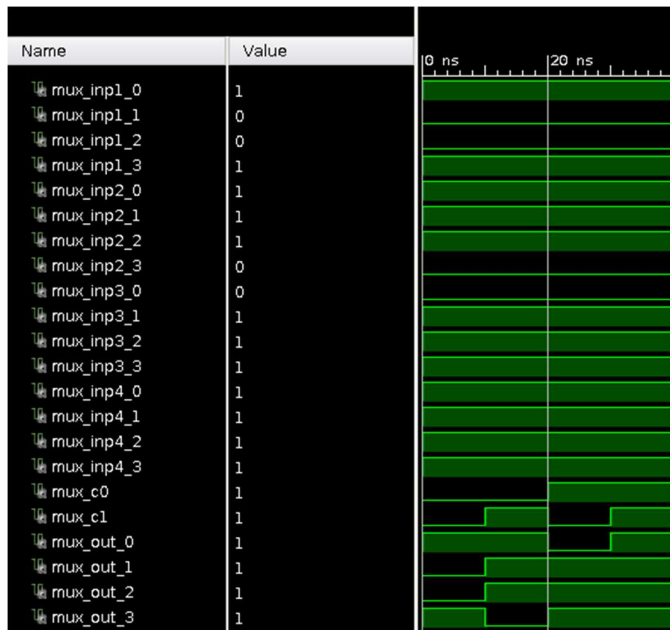 Name Value
0 ns 20 ns
mux_inp1_0 1
mux_inp1_1 0
mux_inp1_2 0
mux_inp1_3 1
mux_inp2_0 1
mux_inp2_1 1
mux_inp2_2 1
mux_inp2_3 0
mux_inp3_0 0
mux_inp3_1 1
mux_inp3_2 1
mux_inp3_3 1
mux_inp4_0 1
mux_inp4_1 1
mux_inp4_2 1
mux_inp4_3 1
mux_c0 1
mux_c1 1
mux_out_0 1
mux_out_1 1
mux_out_2 1
mux_out_3 1